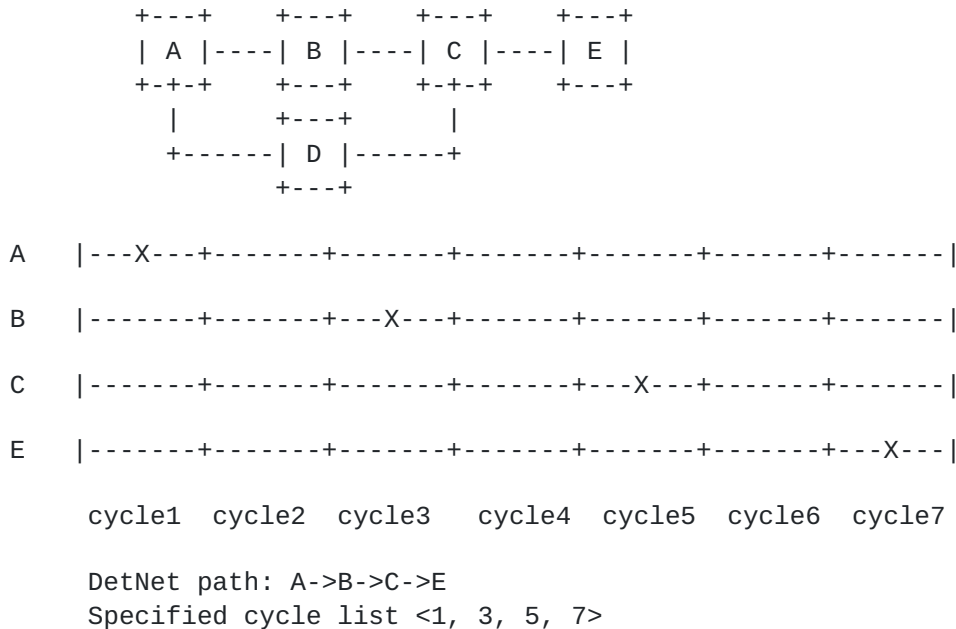 +---+    +---+    +---+    +---+
     | A |----| B |----| C |----| E |
     +-+-+    +---+    +-+-+    +---+
       |      +---+      |
       +------| D |------+
              +---+
A    |---X---+-------+-------+-------+-------+-------+-------|
B    |-------+-------+---X---+-------+-------+-------+-------|
C    |-------+-------+-------+-------+---X---+-------+-------|
E    |-------+-------+-------+-------+-------+-------+---X---|
     cycle1  cycle2  cycle3   cycle4  cycle5  cycle6  cycle7
     DetNet path: A->B->C->E
     Specified cycle list <1, 3, 5, 7>